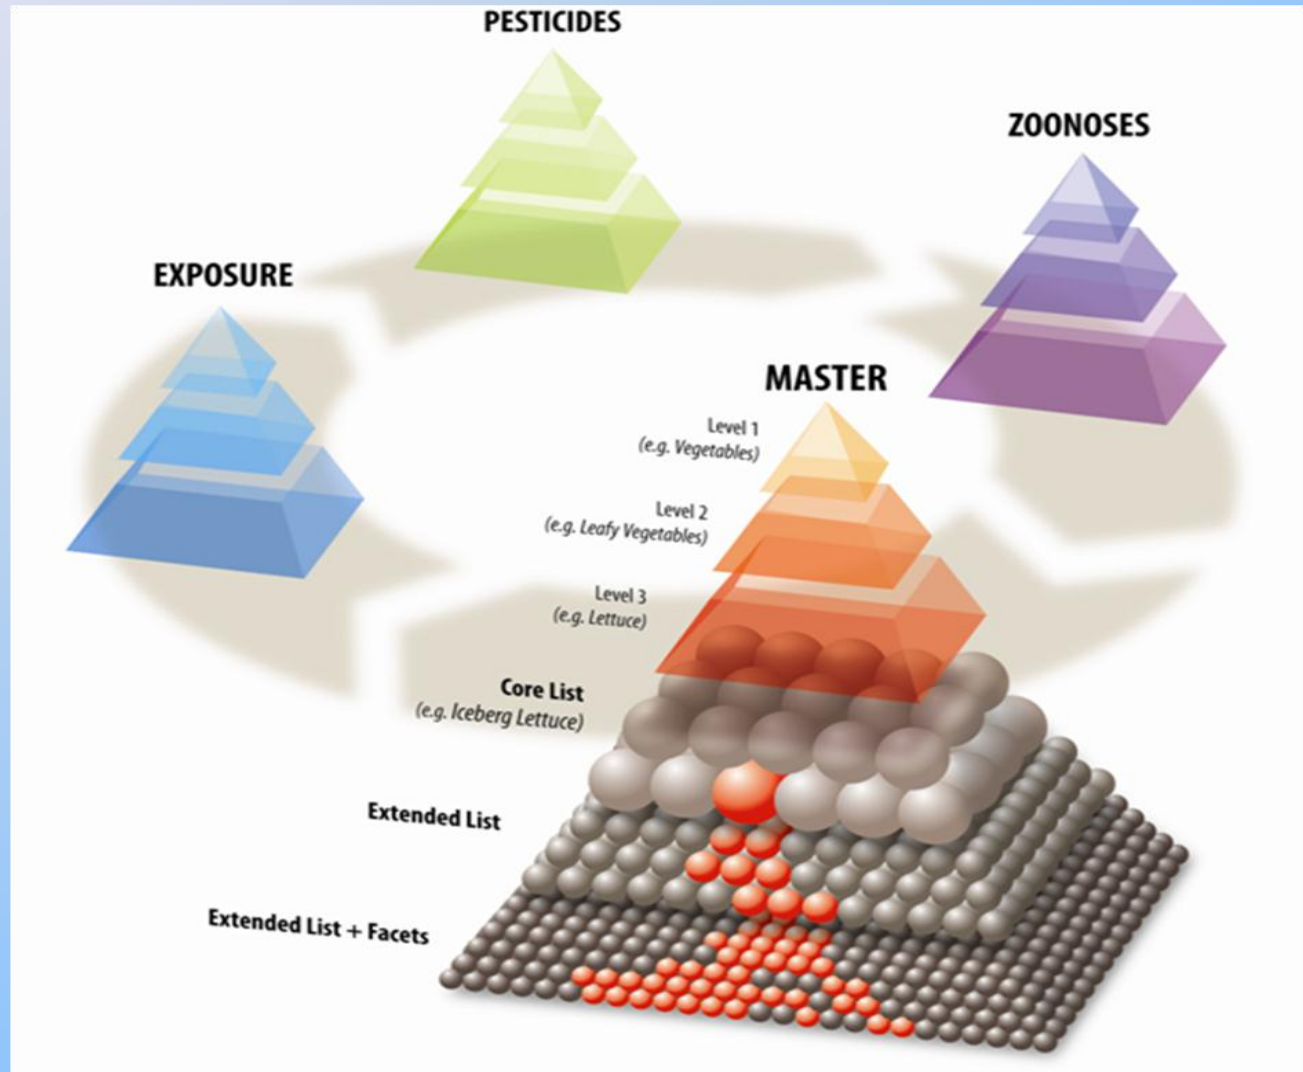 PESTICIDES
ZOONOSES
EXPOSURE
MASTER
Level 1
(e.g. Vegetables)
Level 2
(e.g. Leafy Vegetables)
Level 3
(e.g. Lettuce)
Core List
(e.g. Iceberg Lettuce)
Extended List
Extended List + Facets